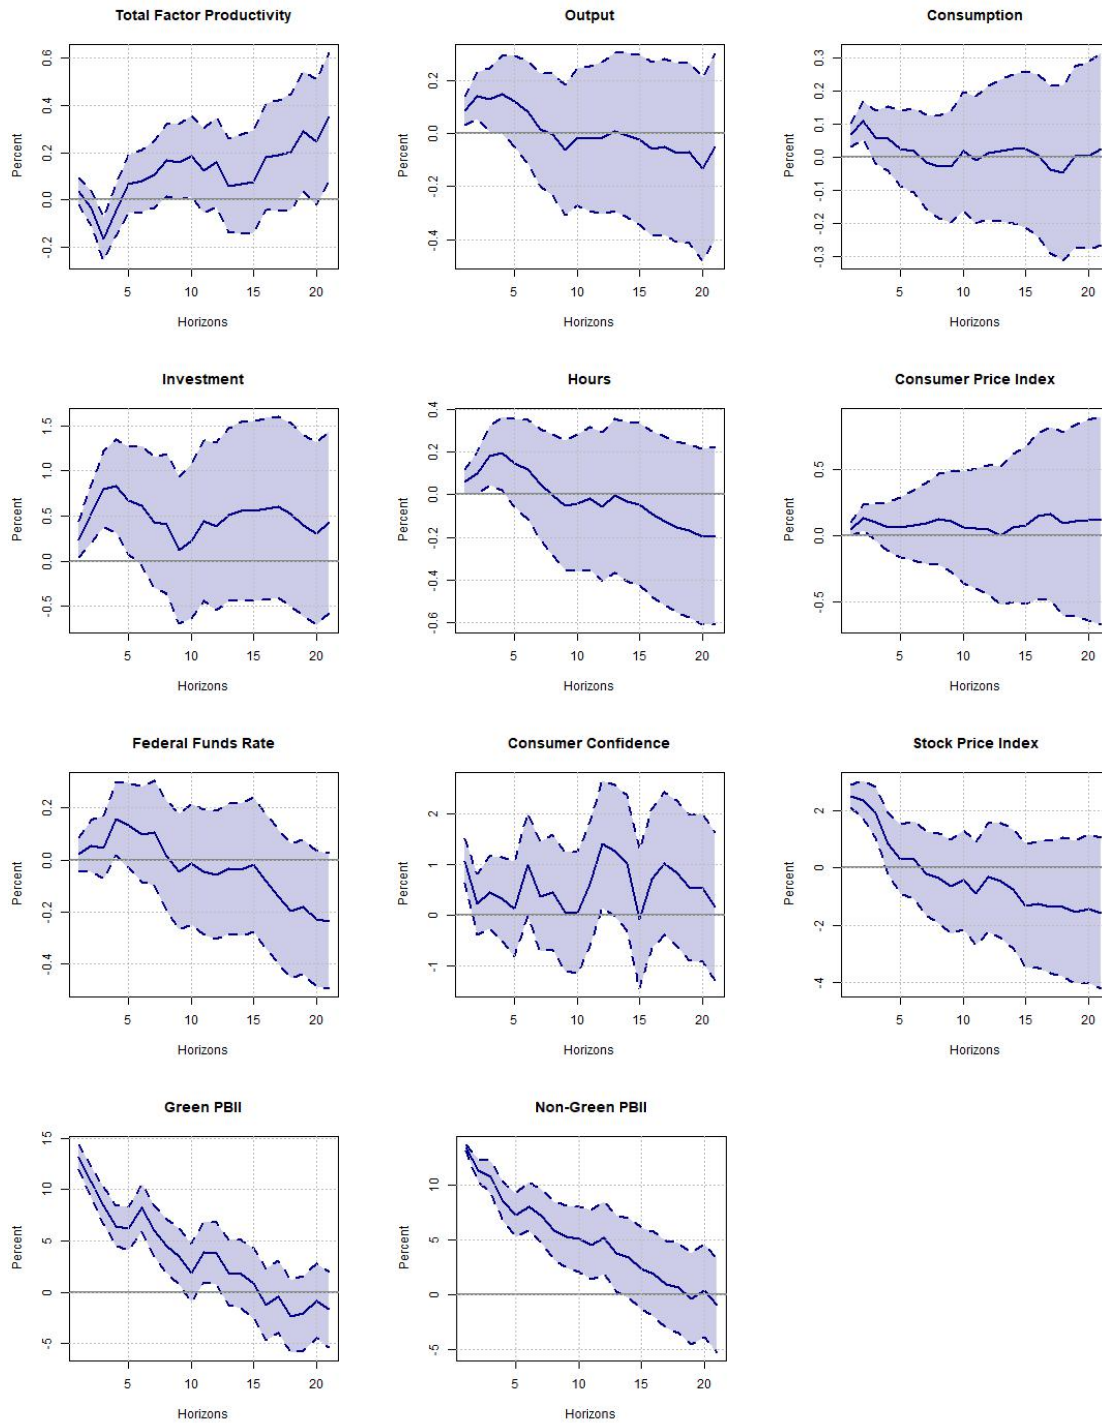 Total Factor Productivity
Output
Consumption
Percent
0.6
0.4
0.2
0.0
-0.2
5
10
15
20
Horizons
Percent
0.2
0.0
-0.2
-0.4
5
10
15
20
Horizons
Percent
0.3
0.2
0.1
0.0
-0.1
-0.2
-0.3
5
10
15
20
Horizons
Investment
Hours
Consumer Price Index
Percent
1.5
1.0
0.5
0.0
-0.5
5
10
15
20
Horizons
Percent
0.4
0.2
0.0
-0.2
-0.4
-0.6
5
10
15
20
Horizons
Percent
0.5
0.0
-0.5
5
10
15
20
Horizons
Federal Funds Rate
Consumer Confidence
Stock Price Index
Percent
0.2
0.0
-0.2
-0.4
5
10
15
20
Horizons
Percent
2
1
0
-1
5
10
15
20
Horizons
Percent
2
0
-2
-4
5
10
15
20
Horizons
Green PBII
Non-Green PBII
Percent
15
10
5
0
-5
5
10
15
20
Horizons
Percent
10
5
0
-5
5
10
15
20
Horizons